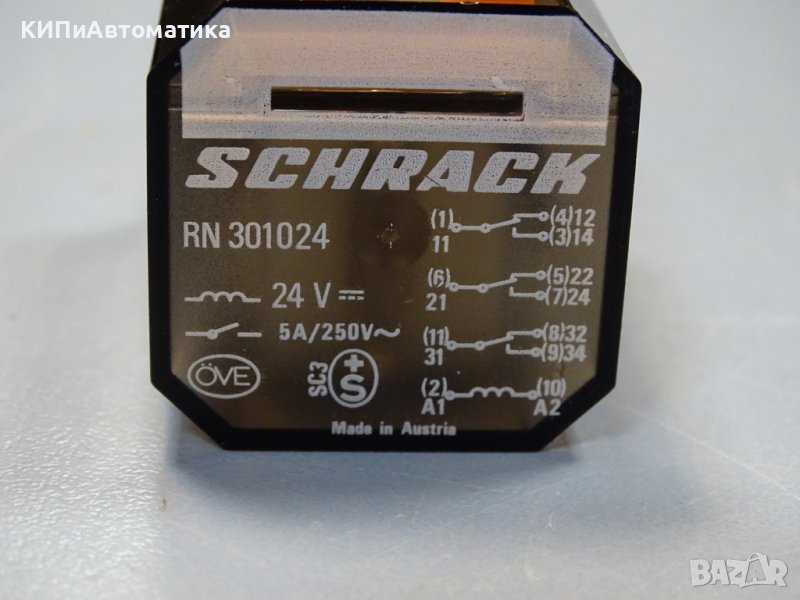 КИПиАвтоматика
SCHRACK
RN 301024
24 V
5A/250V~
ÖVE
SC3
+S
(1) (4)12
11 (3)14
(6) (5)22
21 (7)24
(11) (8)32
31 (9)34
(2) (10)
A1 A2
Made in Austria
BAZAR